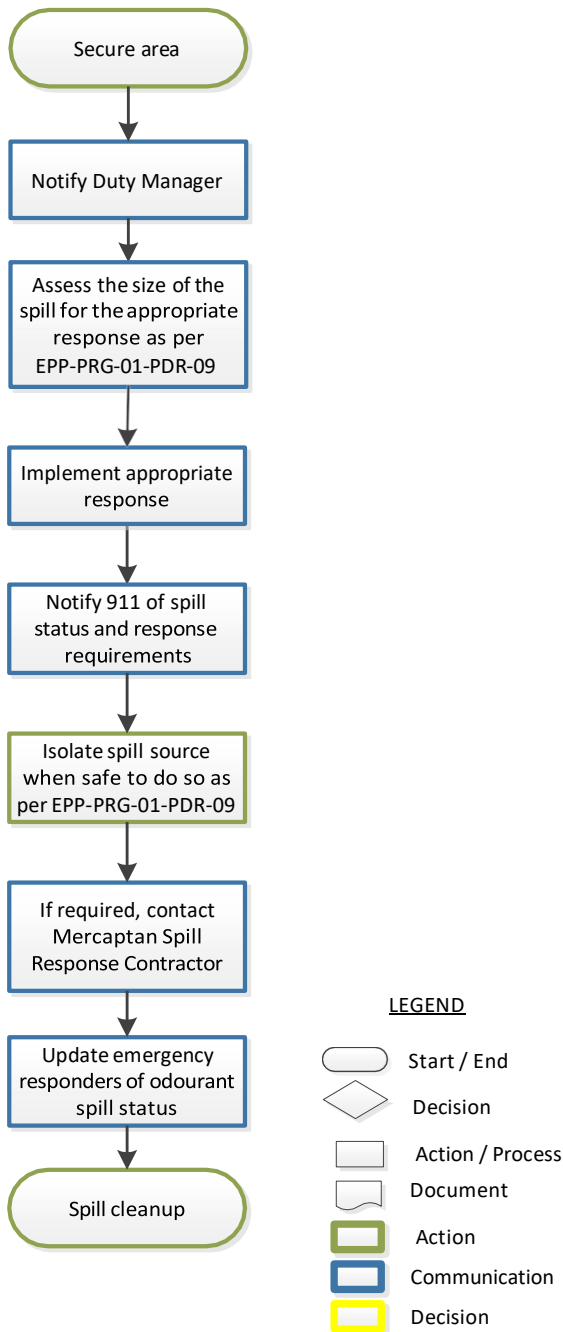 Secure area
Notify Duty Manager
Assess the size of the
spill for the appropriate
response as per
EPP-PRG-01-PDR-09
Implement appropriate
response
Notify 911 of spill
status and response
requirements
Isolate spill source
when safe to do so as
per EPP-PRG-01-PDR-09
If required, contact
Mercaptan Spill
Response Contractor
Update emergency
responders of odourant
spill status
Spill cleanup
LEGEND
Start / End
Decision
Action / Process
Document
Action
Communication
Decision